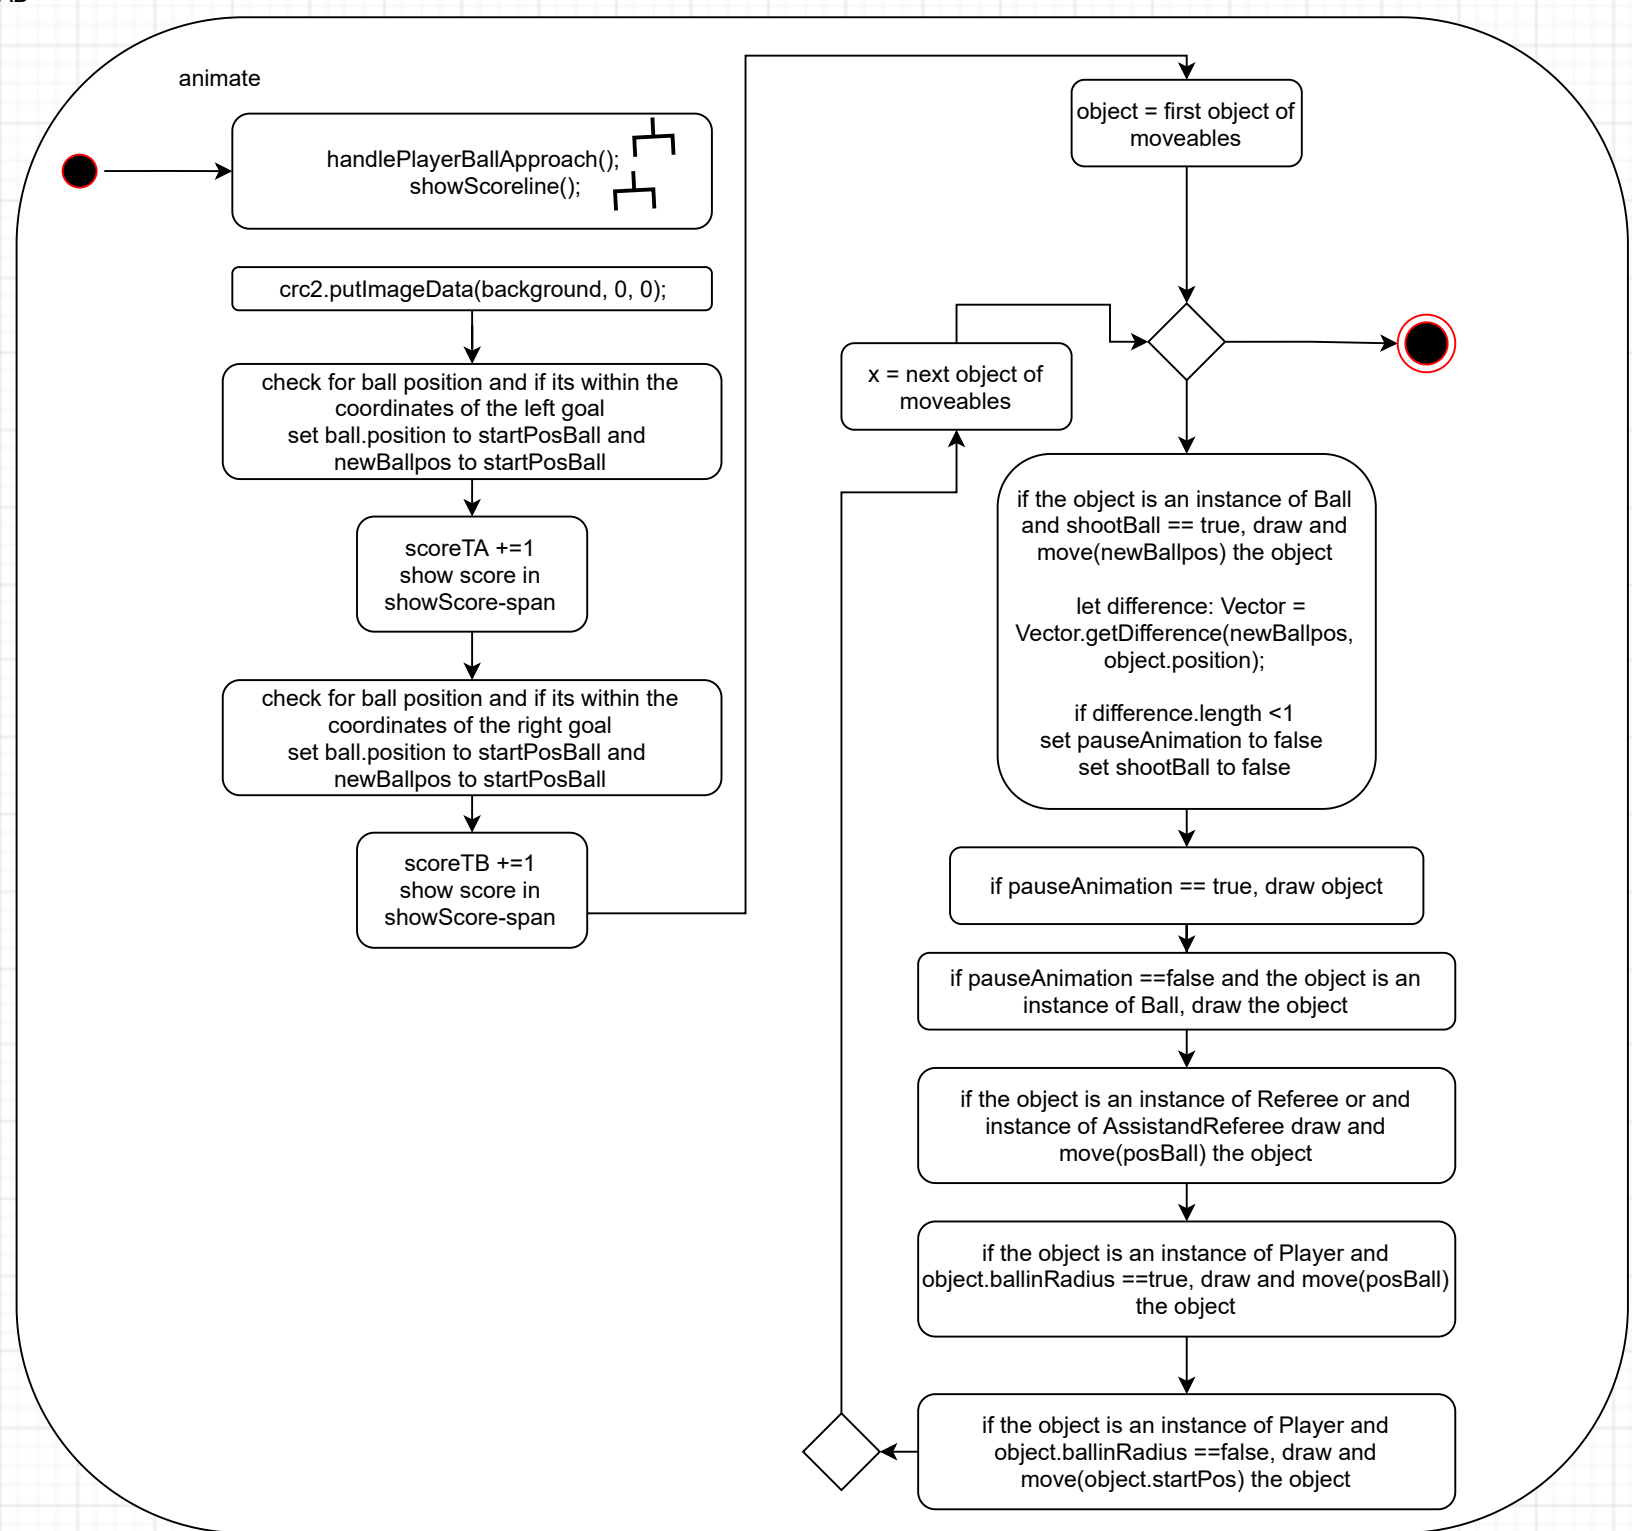 animate
handlePlayerBallApproach();
showScoreline();
crc2.putImageData(background, 0, 0);
check for ball position and if its within the
coordinates of the left goal
set ball.position to startPosBall and
newBallpos to startPosBall
scoreTA +=1
show score in
showScore-span
check for ball position and if its within the
coordinates of the right goal
set ball.position to startPosBall and
newBallpos to startPosBall
scoreTB +=1
show score in
showScore-span
object = first object of
moveables
x = next object of
moveables
if the object is an instance of Ball
and shootBall == true, draw and
move(newBallpos) the object
let difference: Vector =
Vector.getDifference(newBallpos,
object.position);
if difference.length <1
set pauseAnimation to false
set shootBall to false
if pauseAnimation == true, draw object
if pauseAnimation ==false and the object is an
instance of Ball, draw the object
if the object is an instance of Referee or and
instance of AssistandReferee draw and
move(posBall) the object
if the object is an instance of Player and
object.ballinRadius ==true, draw and move(posBall)
the object
if the object is an instance of Player and
object.ballinRadius ==false, draw and
move(object.startPos) the object